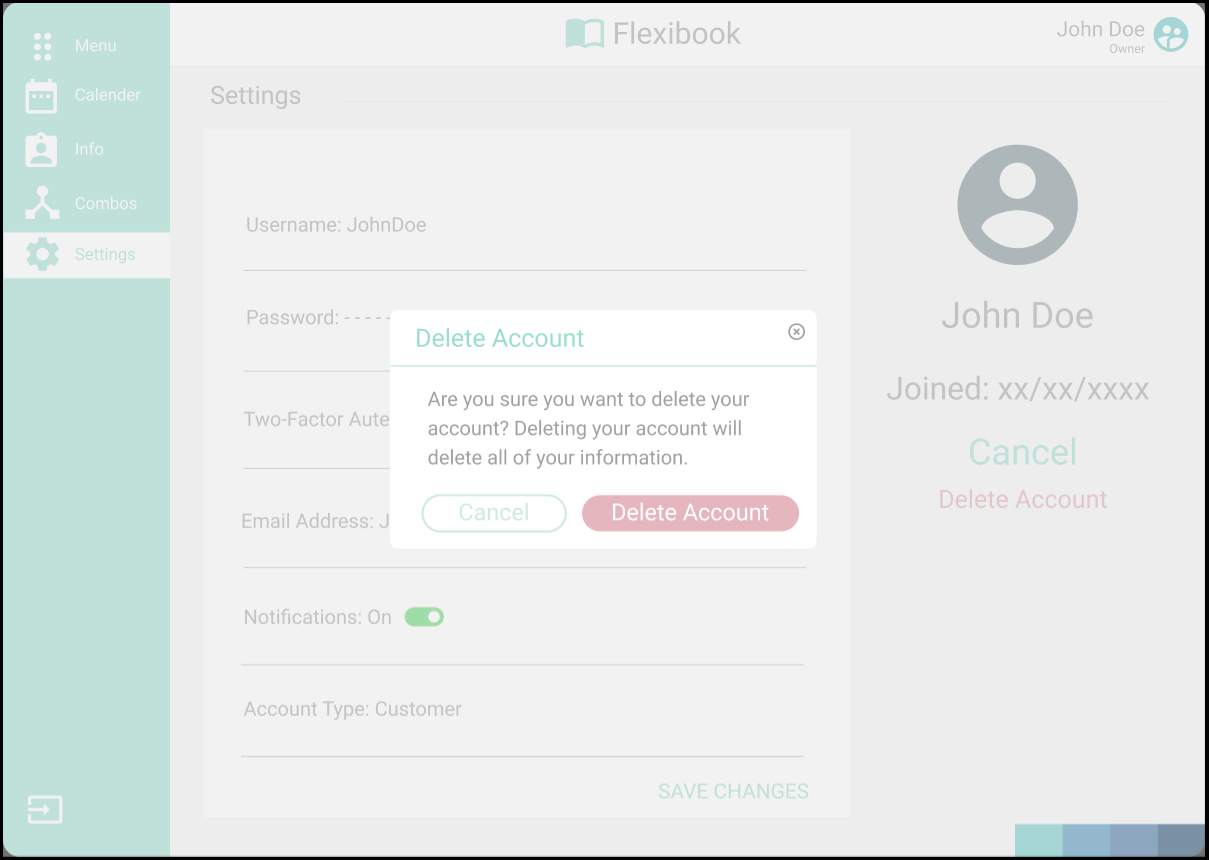 Menu
Calender
Info
Combos
Settings
Flexibook
John Doe
Owner
Settings
Username: JohnDoe
Password: - - - - -
Two-Factor Aute
Email Address: J
Notifications: On
Account Type: Customer
SAVE CHANGES
Delete Account
Are you sure you want to delete your
account? Deleting your account will
delete all of your information.
Cancel
Delete Account
John Doe
Joined: xx/xx/xxxx
Cancel
Delete Account